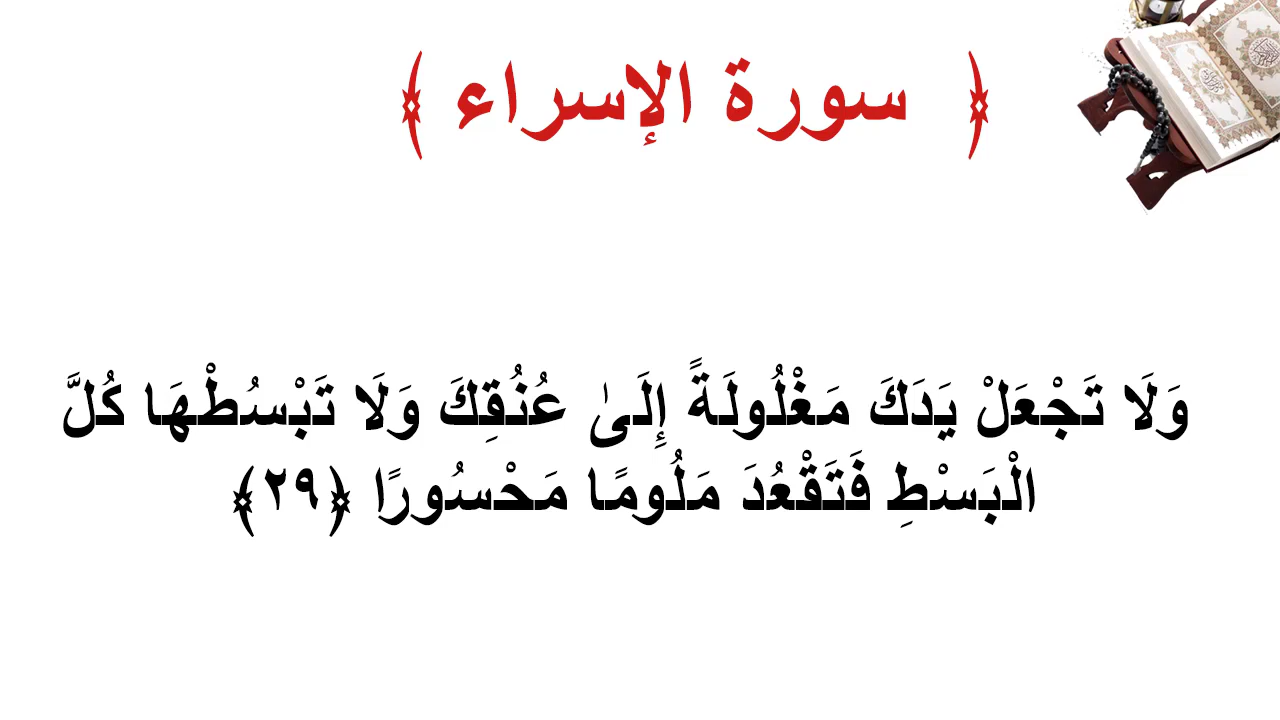 ﴿ سورة الإسراء ﴾
وَلَا تَجْعَلْ يَدَكَ مَغْلُولَةً إِلَىٰ عُنُقِكَ وَلَا تَبْسُطْهَا كُلَّ
الْبَسْطِ فَتَقْعُدَ مَلُومًا مَحْسُورًا ﴿٢٩﴾